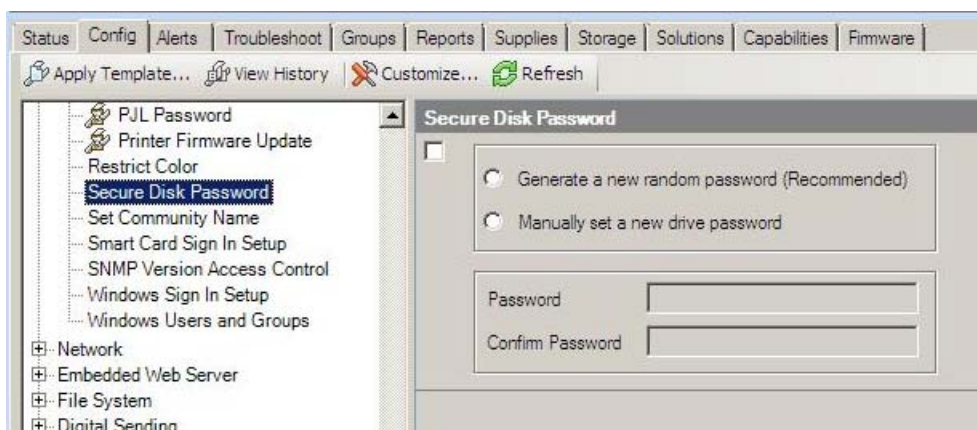 Status Config Alerts Troubleshoot Groups Reports Supplies Storage Solutions Capabilities Firmware
Apply Template... View History Customize... Refresh
PJL Password
Printer Firmware Update
Restrict Color
Secure Disk Password
Set Community Name
Smart Card Sign In Setup
SNMP Version Access Control
Windows Sign In Setup
Windows Users and Groups
Network
Embedded Web Server
File System
Digital Sending
Secure Disk Password
Generate a new random password (Recommended)
Manually set a new drive password
Password
Confirm Password